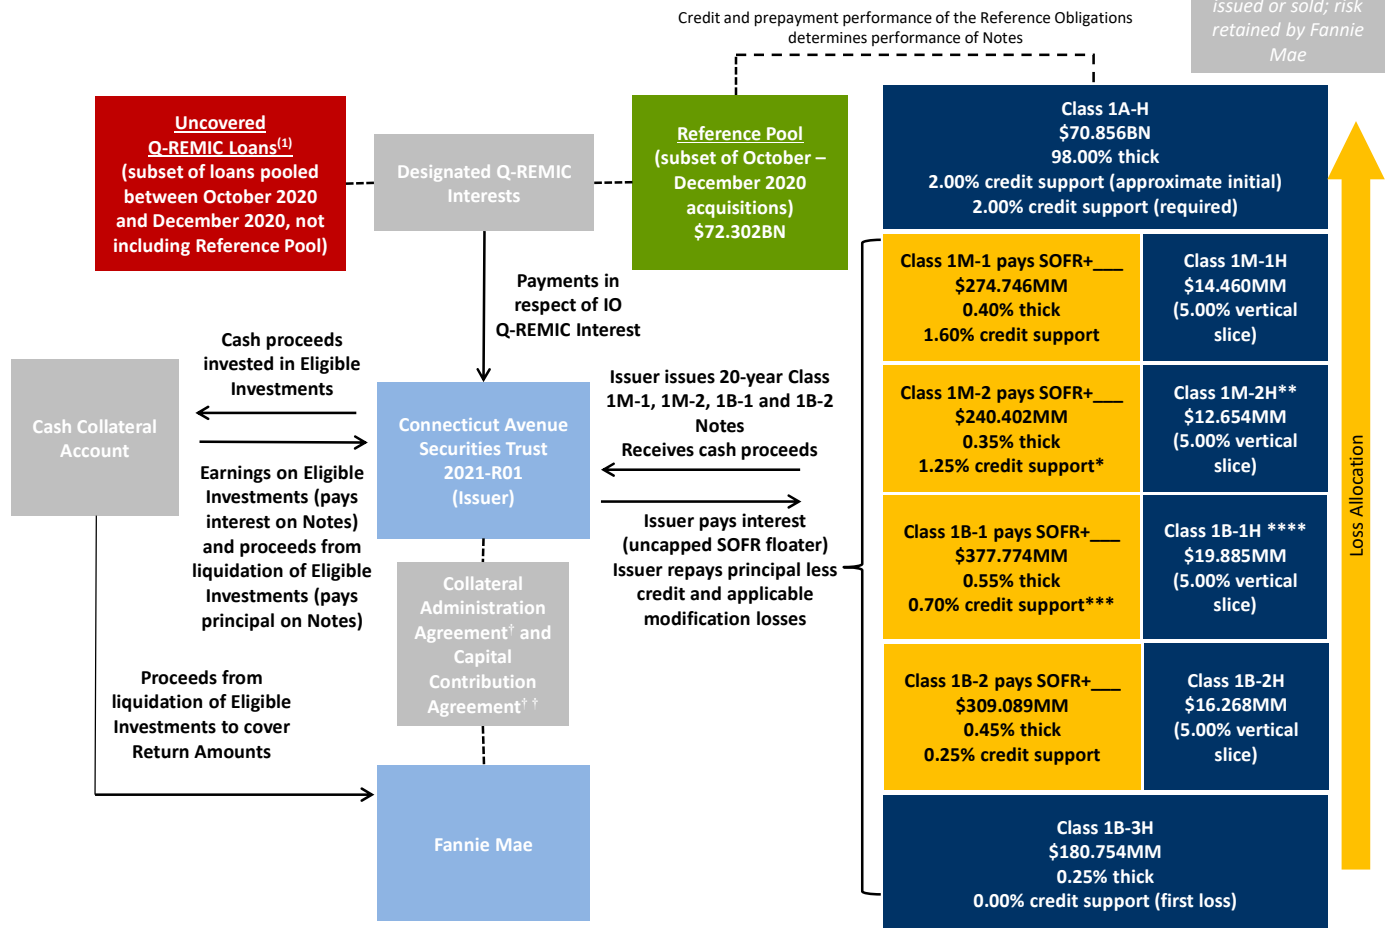 Credit and prepayment performance of the Reference Obligations
determines performance of Notes
issued or sold; risk
retained by Fannie
Mae
Uncovered
Q-REMIC Loans(1)
(subset of loans pooled
between October 2020
and December 2020, not
including Reference Pool)
Designated Q-REMIC
Interests
Reference Pool
(subset of October –
December 2020
acquisitions)
$72.302BN
Class 1A-H
$70.856BN
98.00% thick
2.00% credit support (approximate initial)
2.00% credit support (required)
Payments in
respect of IO
Q-REMIC Interest
Class 1M-1 pays SOFR+___
$274.746MM
0.40% thick
1.60% credit support
Class 1M-1H
$14.460MM
(5.00% vertical
slice)
Cash proceeds
invested in Eligible
Investments
Cash Collateral
Account
Connecticut Avenue
Securities Trust
2021-R01
(Issuer)
Issuer issues 20-year Class
1M-1, 1M-2, 1B-1 and 1B-2
Notes
Receives cash proceeds
Class 1M-2 pays SOFR+___
$240.402MM
0.35% thick
1.25% credit support*
Class 1M-2H**
$12.654MM
(5.00% vertical
slice)
Loss Allocation
Earnings on Eligible
Investments (pays
interest on Notes)
and proceeds from
liquidation of Eligible
Investments (pays
principal on Notes)
Issuer pays interest
(uncapped SOFR floater)
Issuer repays principal less
credit and applicable
modification losses
Class 1B-1 pays SOFR+___
$377.774MM
0.55% thick
0.70% credit support***
Class 1B-1H ****
$19.885MM
(5.00% vertical
slice)
Collateral
Administration
Agreement† and
Capital
Contribution
Agreement† †
Proceeds from
liquidation of Eligible
Investments to cover
Return Amounts
Class 1B-2 pays SOFR+___
$309.089MM
0.45% thick
0.25% credit support
Class 1B-2H
$16.268MM
(5.00% vertical
slice)
Fannie Mae
Class 1B-3H
$180.754MM
0.25% thick
0.00% credit support (first loss)